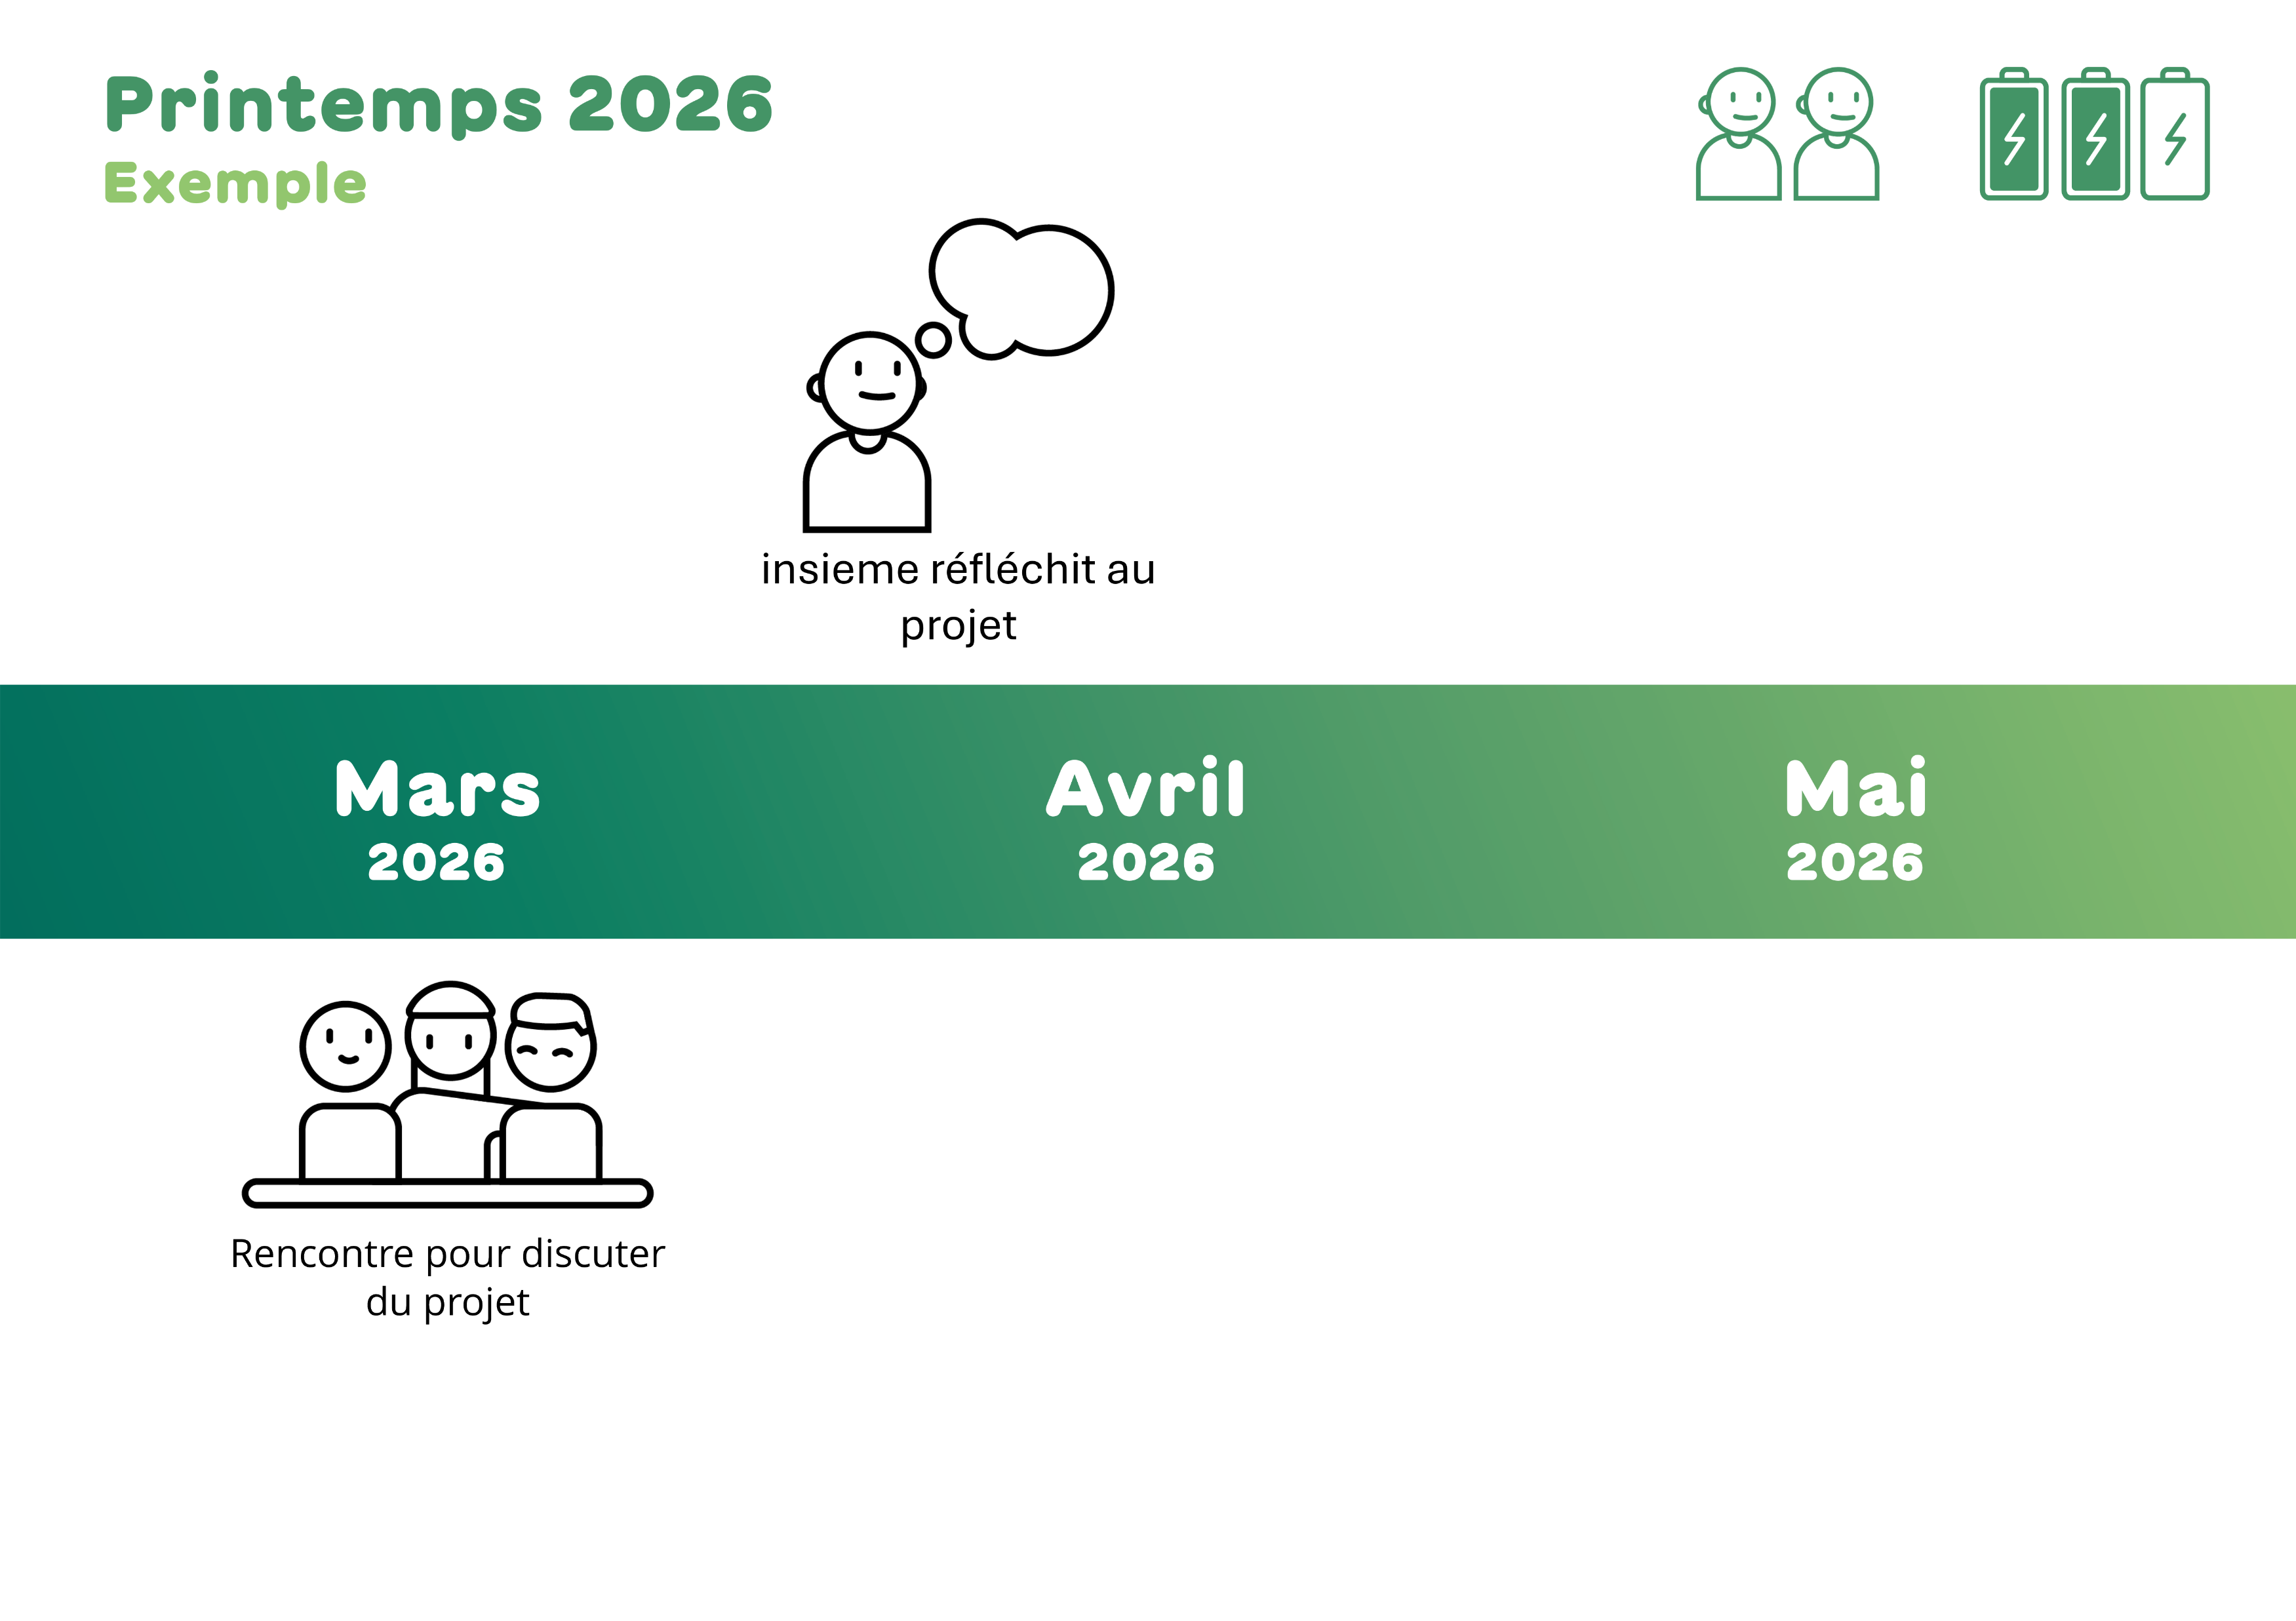 Printemps 2026
Exemple
insieme réfléchit au
projet
Mars
2026
Avril
2026
Mai
2026
Rencontre pour discuter
du projet